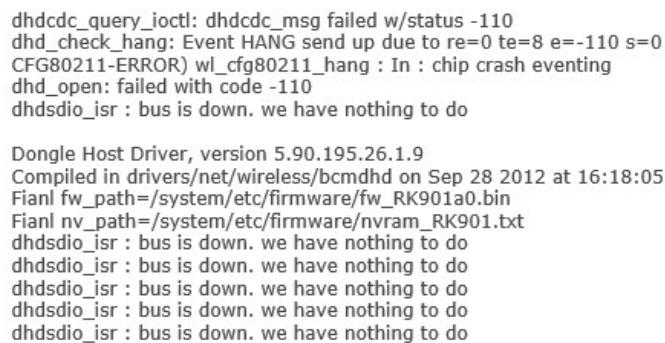 dhdcdc_query_ioctl: dhdcdc_msg failed w/status -110
dhd_check_hang: Event HANG send up due to re=0 te=8 e=-110 s=0
CFG80211-ERROR) wl_cfg80211_hang : In : chip crash eventing
dhd_open: failed with code -110
dhdsdio_isr : bus is down. we have nothing to do
Dongle Host Driver, version 5.90.195.26.1.9
Compiled in drivers/net/wireless/bcmdhd on Sep 28 2012 at 16:18:05
Fianl fw_path=/system/etc/firmware/fw_RK901a0.bin
Fianl nv_path=/system/etc/firmware/nvram_RK901.txt
dhdsdio_isr : bus is down. we have nothing to do
dhdsdio_isr : bus is down. we have nothing to do
dhdsdio_isr : bus is down. we have nothing to do
dhdsdio_isr : bus is down. we have nothing to do
dhdsdio_isr : bus is down. we have nothing to do